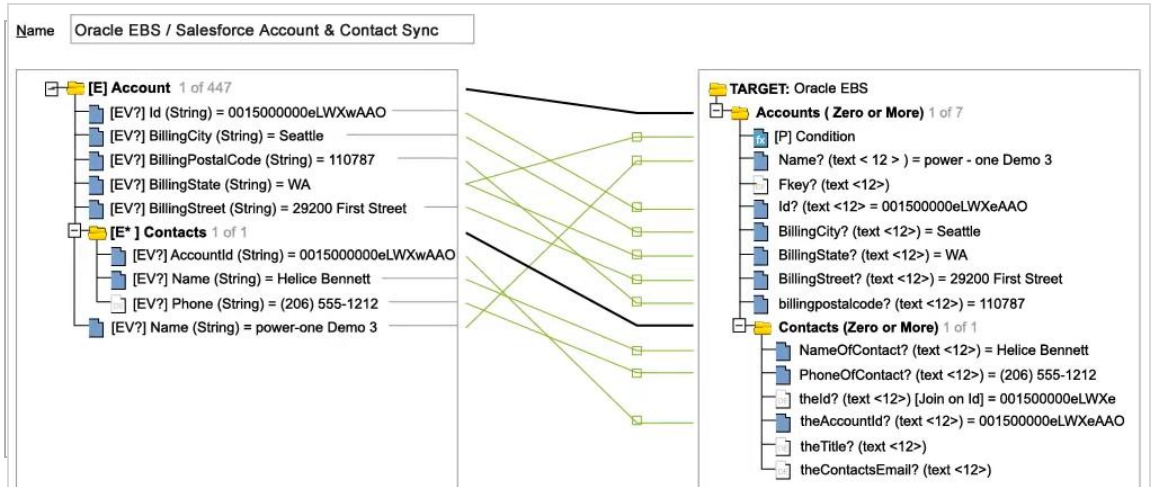 Name Oracle EBS / Salesforce Account & Contact Sync
[E] Account 1 of 447
[EV?] Id (String) = 0015000000eLWXwAAO
[EV?] BillingCity (String) = Seattle
[EV?] BillingPostalCode (String) = 110787
[EV?] BillingState (String) = WA
[EV?] BillingStreet (String) = 29200 First Street
[E* ] Contacts 1 of 1
[EV?] AccountId (String) = 0015000000eLWXwAAO
[EV?] Name (String) = Helice Bennett
[EV?] Phone (String) = (206) 555-1212
[EV?] Name (String) = power-one Demo 3
TARGET: Oracle EBS
Accounts ( Zero or More) 1 of 7
fx [P] Condition
Name? (text < 12 > ) = power - one Demo 3
Fkey? (text <12>)
Id? (text <12> = 001500000eLWXeAAO
BillingCity? (text <12>) = Seattle
BillingState? (text <12>) = WA
BillingStreet? (text <12>) = 29200 First Street
billingpostalcode? (text <12>) = 110787
Contacts (Zero or More) 1 of 1
NameOfContact? (text <12>) = Helice Bennett
PhoneOfContact? (text <12>) = (206) 555-1212
theId? (text <12>) [Join on Id] = 001500000eLWXe
theAccountId? (text <12>) = 001500000eLWXeAAO
theTitle? (text <12>)
theContactsEmail? (text <12>)